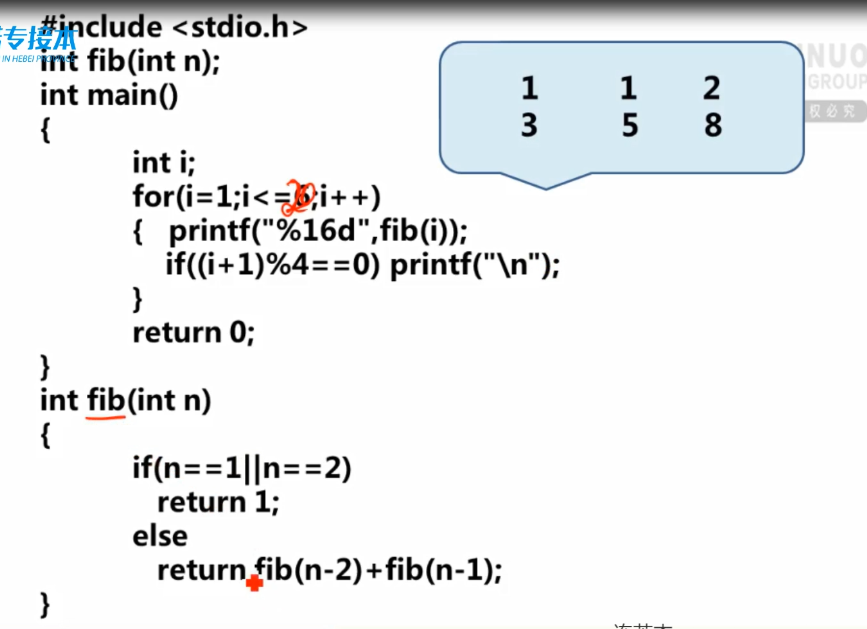 #include <stdio.h>
专接本
IN HEBEI PROVINCE
int fib(int n);
int main()
{
int i;
for(i=1;i<=20;i++)
{ printf("%16d",fib(i));
if((i+1)%4==0) printf("\n");
}
return 0;
}
int fib(int n)
{
if(n==1||n==2)
return 1;
else
return fib(n-2)+fib(n-1);
}
1 1 2
3 5 8
NUO
GROUP
权必究